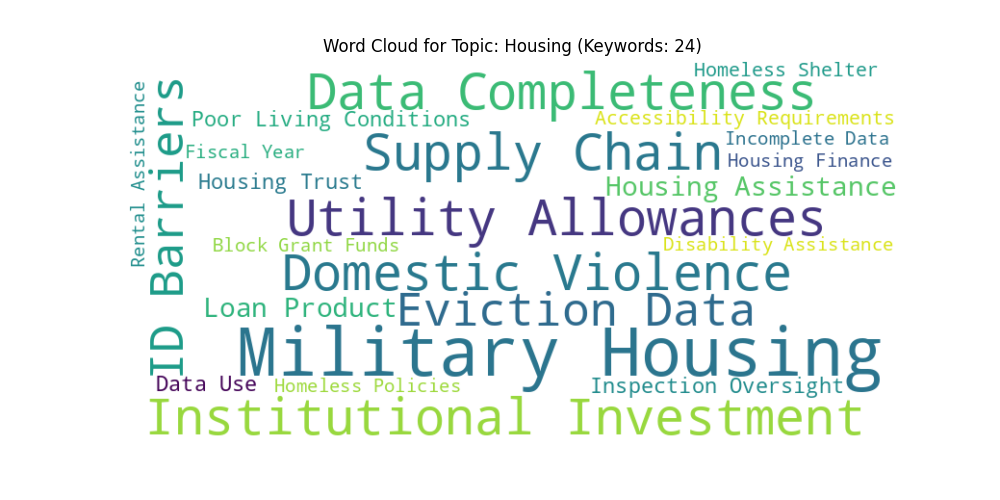 Word Cloud for Topic: Housing (Keywords: 24)
Homeless Shelter
Data Completeness
Rental Assistance
ID Barriers
Poor Living Conditions
Accessibility Requirements
Supply Chain
Incomplete Data
Fiscal Year
Housing Finance
Housing Trust
Housing Assistance
Utility Allowances
Block Grant Funds
Disability Assistance
Domestic Violence
Loan Product
Eviction Data
Military Housing
Data Use
Homeless Policies
Inspection Oversight
Institutional Investment